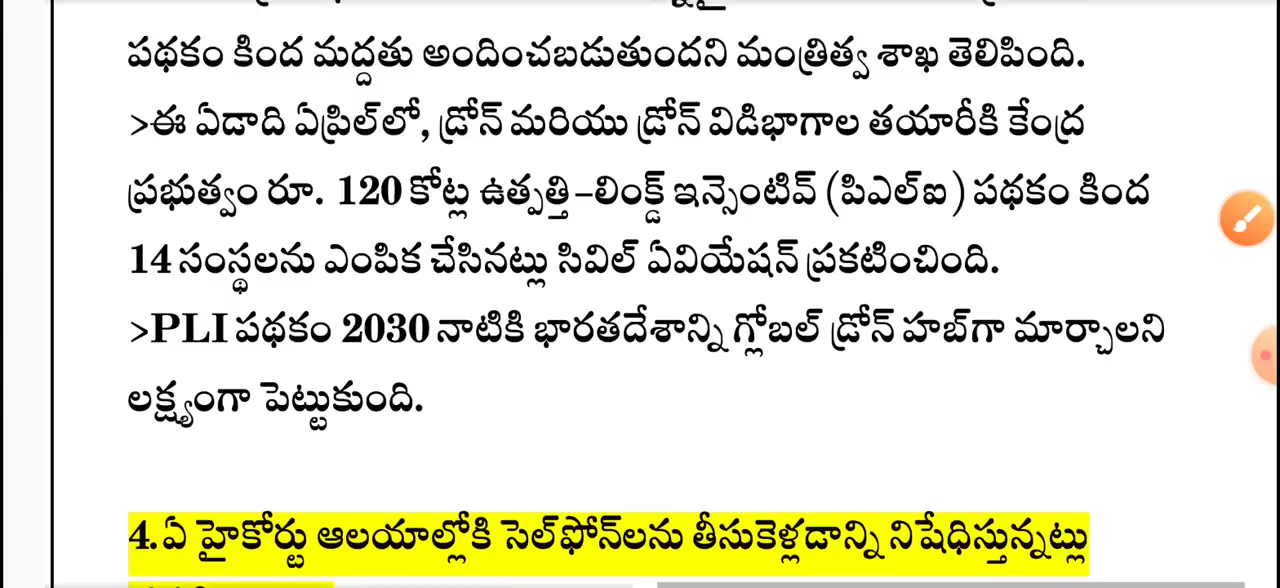 పథకం కింద మద్దతు అందించబడుతుందని మంత్రిత్వ శాఖ తెలిపింది.
>ఈ ఏడాది ఏప్రిల్‌లో, డ్రోన్ మరియు డ్రోన్ విడిభాగాల తయారీకి కేంద్ర
ప్రభుత్వం రూ. 120 కోట్ల ఉత్పత్తి-లింక్డ్ ఇన్సెంటివ్ (పిఎల్ఐ) పథకం కింద
14 సంస్థలను ఎంపిక చేసినట్లు సివిల్ ఏవియేషన్ ప్రకటించింది.
>PLI పథకం 2030 నాటికి భారతదేశాన్ని గ్లోబల్ డ్రోన్ హబ్‌గా మార్చాలని
లక్ష్యంగా పెట్టుకుంది.
4.ఏ హైకోర్టు ఆలయాల్లోకి సెల్‌ఫోన్‌లను తీసుకెళ్లడాన్ని నిషేధిస్తున్నట్లు